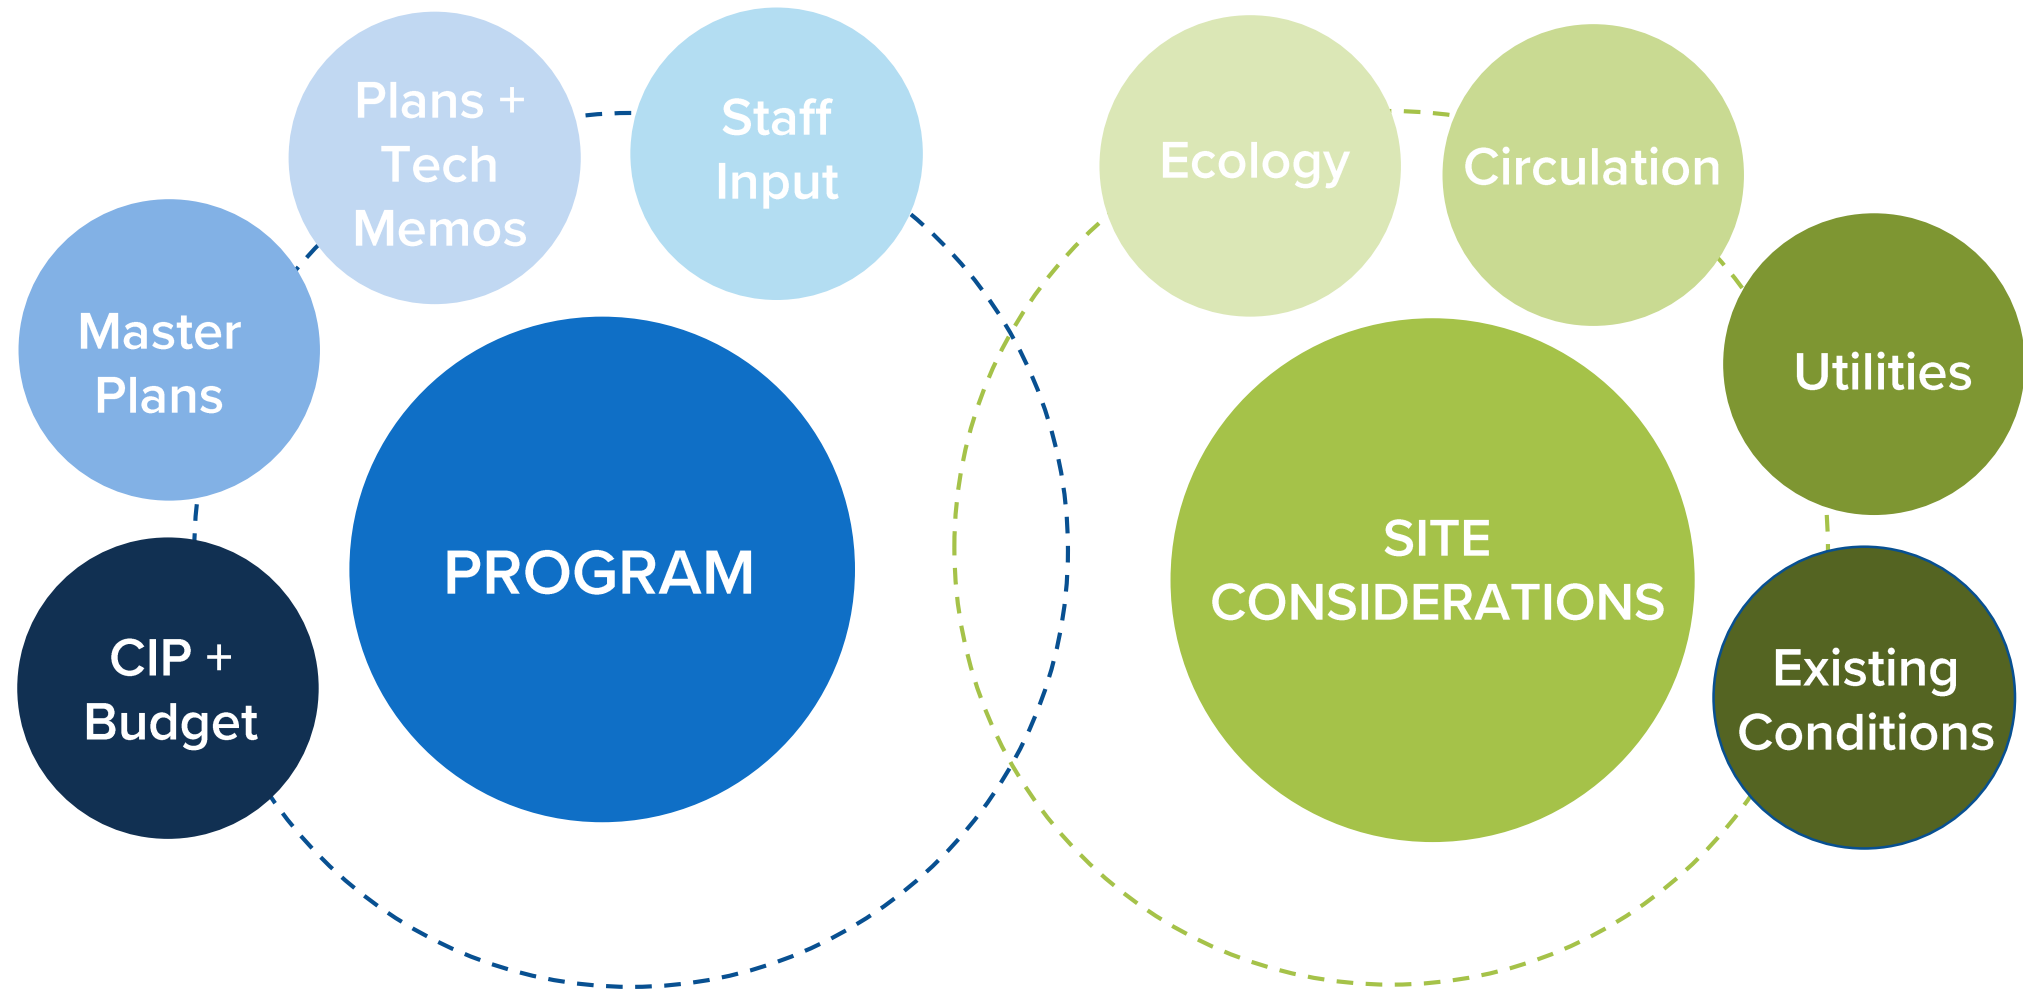 Plans +
Tech
Memos
Staff
Input
Master
Plans
CIP +
Budget
PROGRAM
Ecology
Circulation
Utilities
Existing
Conditions
SITE
CONSIDERATIONS